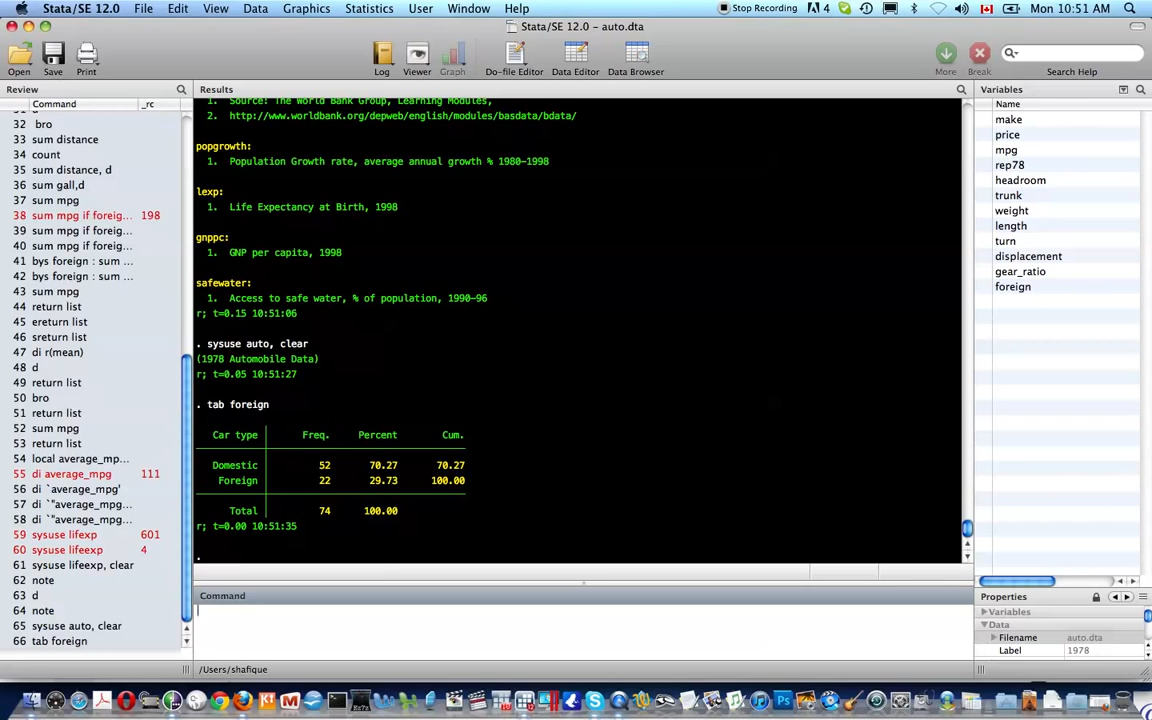 Stata/SE 12.0 File Edit View Data Graphics Statistics User Window Help Stop Recording 4 Mon 10:51 AM
Stata/SE 12.0 – auto.dta
Open Save Print Log Viewer Graph Do-file Editor Data Editor Data Browser More Break Search Help
Review
Command _rc
32 bro
33 sum distance
34 count
35 sum distance, d
36 sum gall,d
37 sum mpg
38 sum mpg if foreig... 198
39 sum mpg if foreig...
40 sum mpg if foreig...
41 bys foreign : sum ...
42 bys foreign : sum ...
43 sum mpg
44 return list
45 ereturn list
46 sreturn list
47 di r(mean)
48 d
49 return list
50 bro
51 return list
52 sum mpg
53 return list
54 local average_mp...
55 di average_mpg 111
56 di `average_mpg'
57 di `"average_mpg...
58 di `"average_mpg...
59 sysuse lifexp 601
60 sysuse lifeexp 4
61 sysuse lifeexp, clear
62 note
63 d
64 note
65 sysuse auto, clear
66 tab foreign
Results
1. Source: The World Bank Group, Learning Modules,
2. http://www.worldbank.org/depweb/english/modules/basdata/bdata/
popgrowth:
1. Population Growth rate, average annual growth % 1980-1998
lexp:
1. Life Expectancy at Birth, 1998
gnppc:
1. GNP per capita, 1998
safewater:
1. Access to safe water, % of population, 1990-96
r; t=0.15 10:51:06
. sysuse auto, clear
(1978 Automobile Data)
r; t=0.05 10:51:27
. tab foreign
Car type Freq. Percent Cum.
Domestic 52 70.27 70.27
Foreign 22 29.73 100.00
Total 74 100.00
r; t=0.00 10:51:35
.
Command
/Users/shafique
Variables
Name
make
price
mpg
rep78
headroom
trunk
weight
length
turn
displacement
gear_ratio
foreign
Properties
Variables
Data
Filename auto.dta
Label 1978